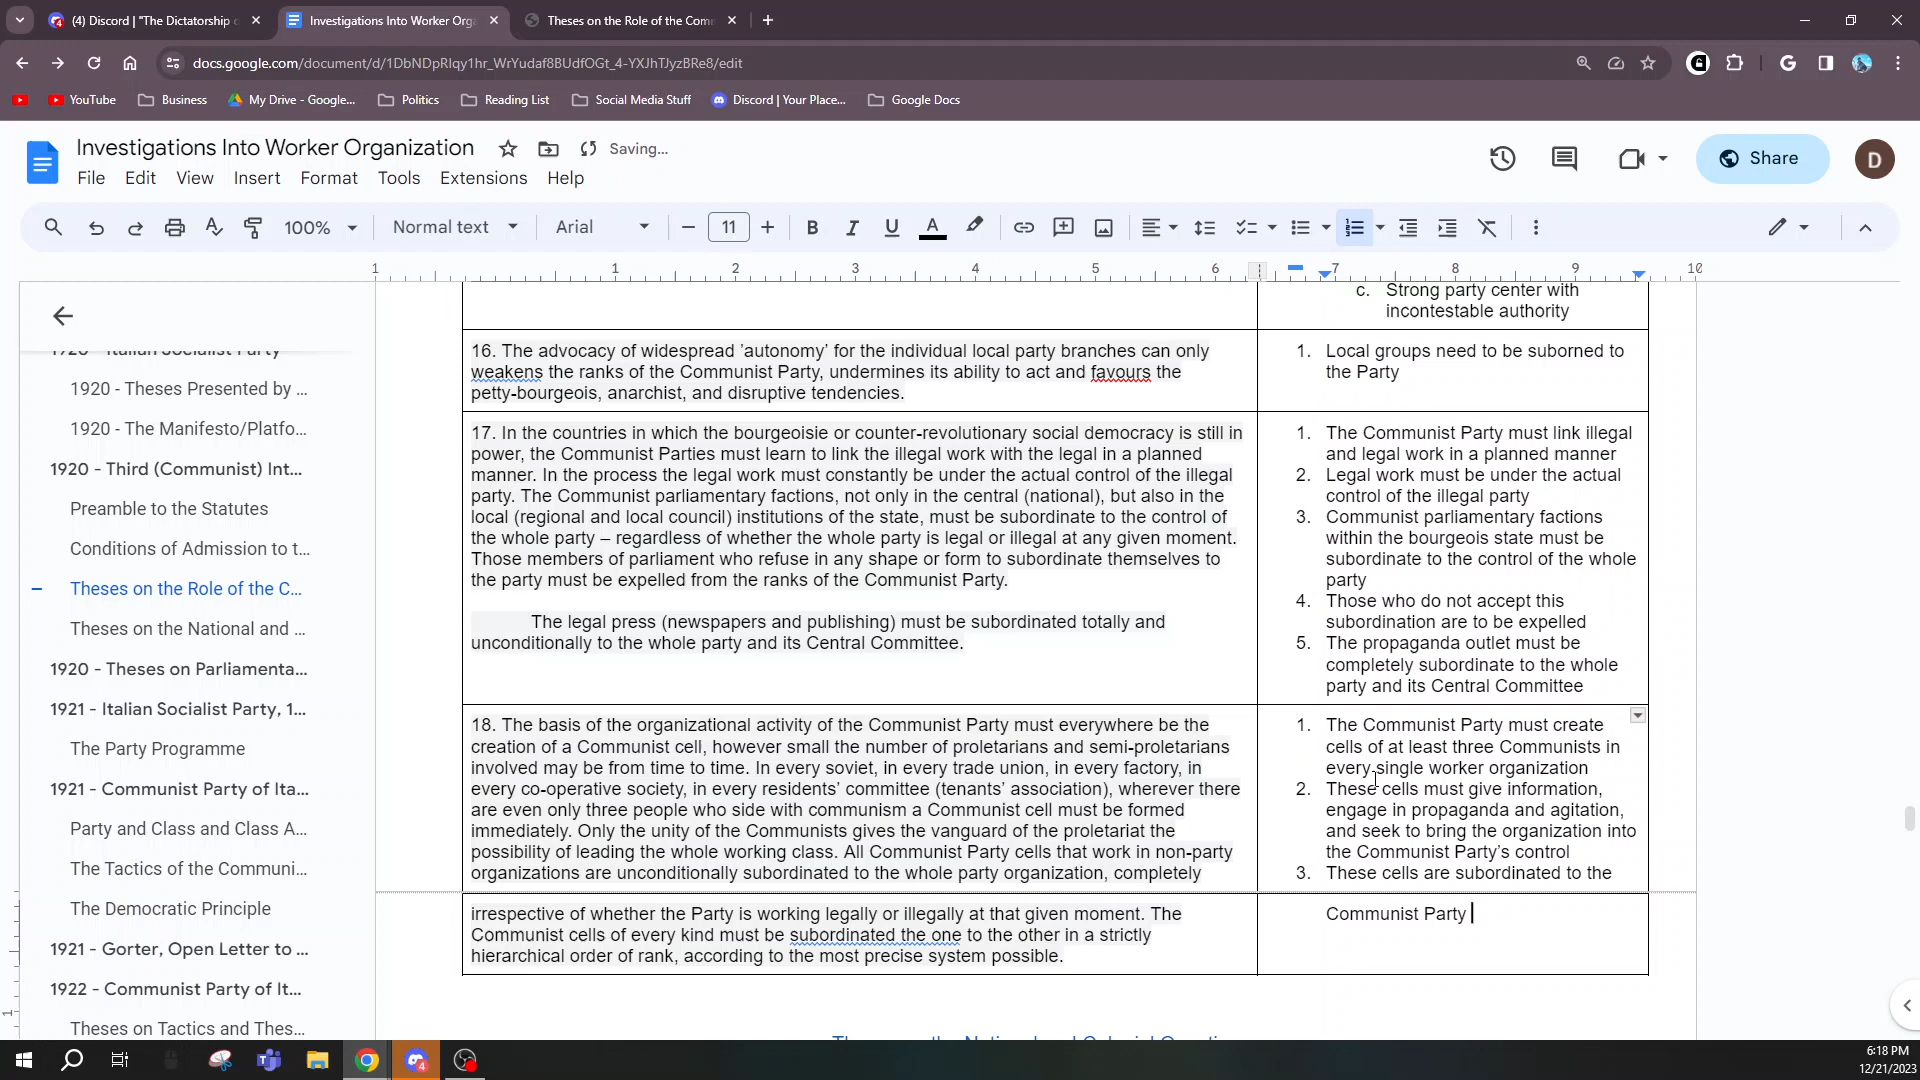 (4) Discord | "The Dictatorship
Investigations Into Worker Org
Theses on the Role of the Com
docs.google.com/document/d/1DbNDpRlqy1hr_WrYudaf8BUdfOGt_4-YXJhTJyzBRe8/edit
YouTube
Business
My Drive - Google...
Politics
Reading List
Social Media Stuff
Discord | Your Place...
Google Docs
Investigations Into Worker Organization
Saving...
Share
D
File Edit View Insert Format Tools Extensions Help
100%
Normal text
Arial
11
1 1 2 3 4 5 6 7 8 9 10
1920 - Italian Socialist Party
1920 - Theses Presented by ...
1920 - The Manifesto/Platfo...
1920 - Third (Communist) Int...
Preamble to the Statutes
Conditions of Admission to t...
Theses on the Role of the C...
Theses on the National and ...
1920 - Theses on Parliamenta...
1921 - Italian Socialist Party, 1...
The Party Programme
1921 - Communist Party of Ita...
Party and Class and Class A...
The Tactics of the Communi...
The Democratic Principle
1921 - Gorter, Open Letter to ...
1922 - Communist Party of It...
Theses on Tactics and Thes...
c. Strong party center with
incontestable authority
16. The advocacy of widespread 'autonomy' for the individual local party branches can only
weakens the ranks of the Communist Party, undermines its ability to act and favours the
petty-bourgeois, anarchist, and disruptive tendencies.
1. Local groups need to be suborned to
the Party
17. In the countries in which the bourgeoisie or counter-revolutionary social democracy is still in
power, the Communist Parties must learn to link the illegal work with the legal in a planned
manner. In the process the legal work must constantly be under the actual control of the illegal
party. The Communist parliamentary factions, not only in the central (national), but also in the
local (regional and local council) institutions of the state, must be subordinate to the control of
the whole party – regardless of whether the whole party is legal or illegal at any given moment.
Those members of parliament who refuse in any shape or form to subordinate themselves to
the party must be expelled from the ranks of the Communist Party.
The legal press (newspapers and publishing) must be subordinated totally and
unconditionally to the whole party and its Central Committee.
1. The Communist Party must link illegal
and legal work in a planned manner
2. Legal work must be under the actual
control of the illegal party
3. Communist parliamentary factions
within the bourgeois state must be
subordinate to the control of the whole
party
4. Those who do not accept this
subordination are to be expelled
5. The propaganda outlet must be
completely subordinate to the whole
party and its Central Committee
18. The basis of the organizational activity of the Communist Party must everywhere be the
creation of a Communist cell, however small the number of proletarians and semi-proletarians
involved may be from time to time. In every soviet, in every trade union, in every factory, in
every co-operative society, in every residents' committee (tenants' association), wherever there
are even only three people who side with communism a Communist cell must be formed
immediately. Only the unity of the Communists gives the vanguard of the proletariat the
possibility of leading the whole working class. All Communist Party cells that work in non-party
organizations are unconditionally subordinated to the whole party organization, completely
irrespective of whether the Party is working legally or illegally at that given moment. The
Communist cells of every kind must be subordinated the one to the other in a strictly
hierarchical order of rank, according to the most precise system possible.
1. The Communist Party must create
cells of at least three Communists in
every single worker organization
2. These cells must give information,
engage in propaganda and agitation,
and seek to bring the organization into
the Communist Party's control
3. These cells are subordinated to the
Communist Party
6:18 PM
12/21/2023